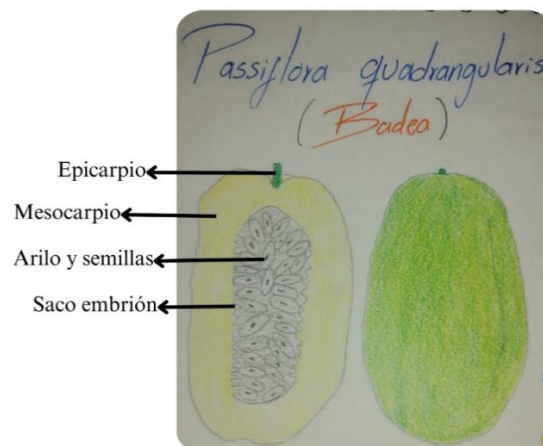 Passiflora quadrangularis
(Badea)
Epicarpio
Mesocarpio
Arilo y semillas
Saco embrión